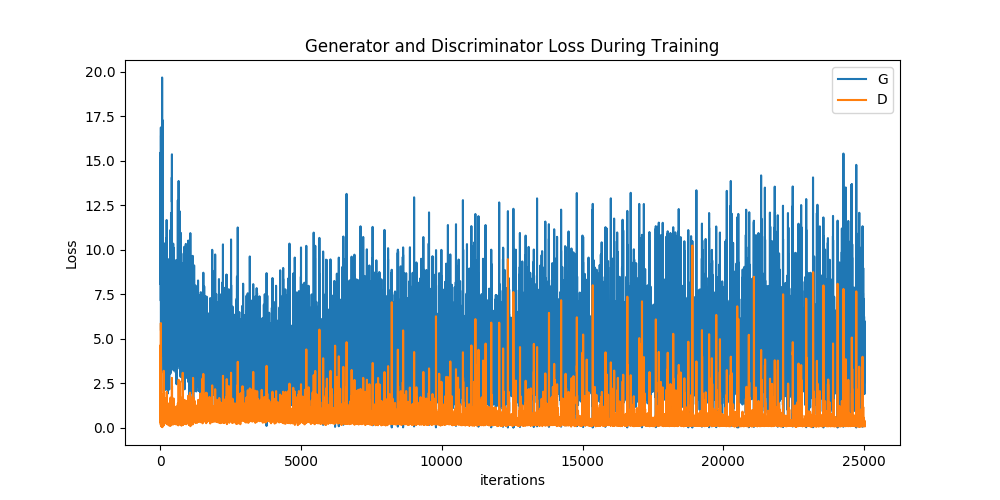 Generator and Discriminator Loss During Training
G
D
20.0
17.5
15.0
12.5
10.0
7.5
5.0
2.5
0.0
Loss
0 5000 10000 15000 20000 25000
iterations